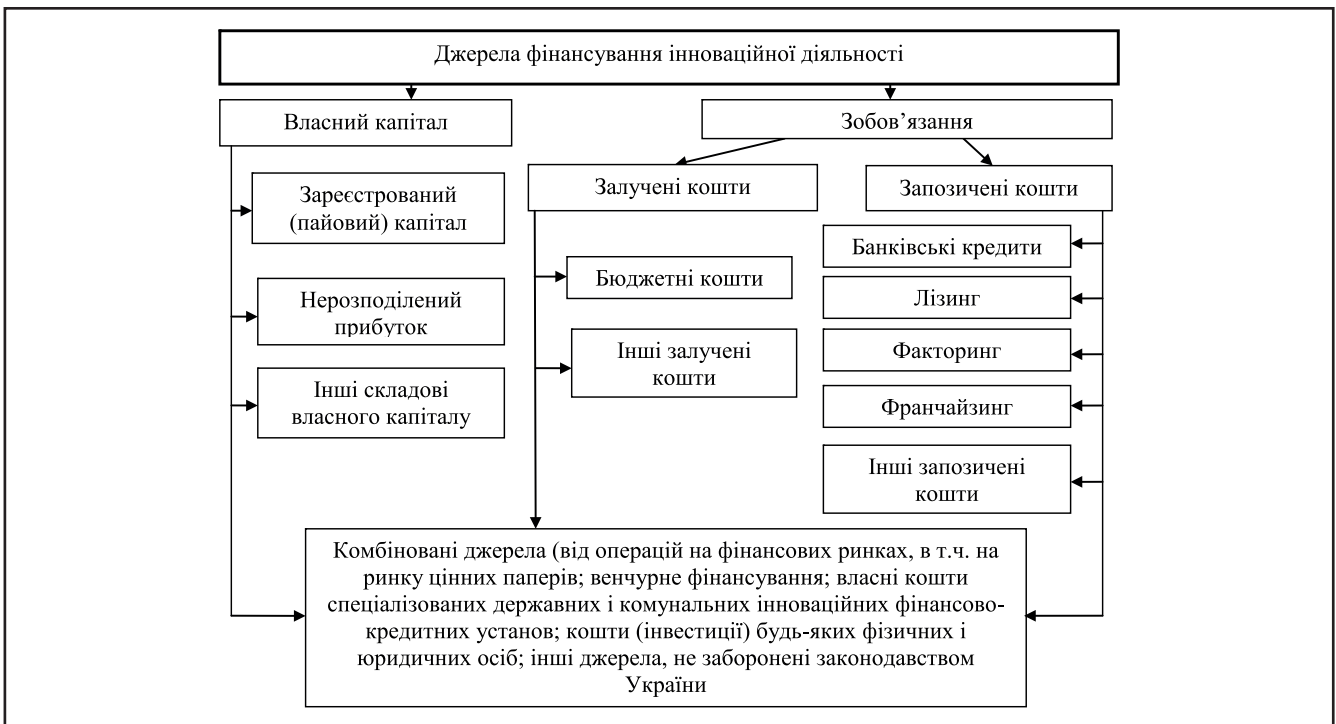 Джерела фінансування інноваційної діяльності
Власний капітал
Зобов’язання
Залучені кошти
Запозичені кошти
Зареєстрований
(пайовий) капітал
Нерозподілений
прибуток
Інші складові
власного капіталу
Бюджетні кошти
Інші залучені
кошти
Банківські кредити
Лізинг
Факторинг
Франчайзинг
Інші запозичені
кошти
Комбіновані джерела (від операцій на фінансових ринках, в т.ч. на
ринку цінних паперів; венчурне фінансування; власні кошти
спеціалізованих державних і комунальних інноваційних фінансово-
кредитних установ; кошти (інвестиції) будь-яких фізичних і
юридичних осіб; інші джерела, не заборонені законодавством
України